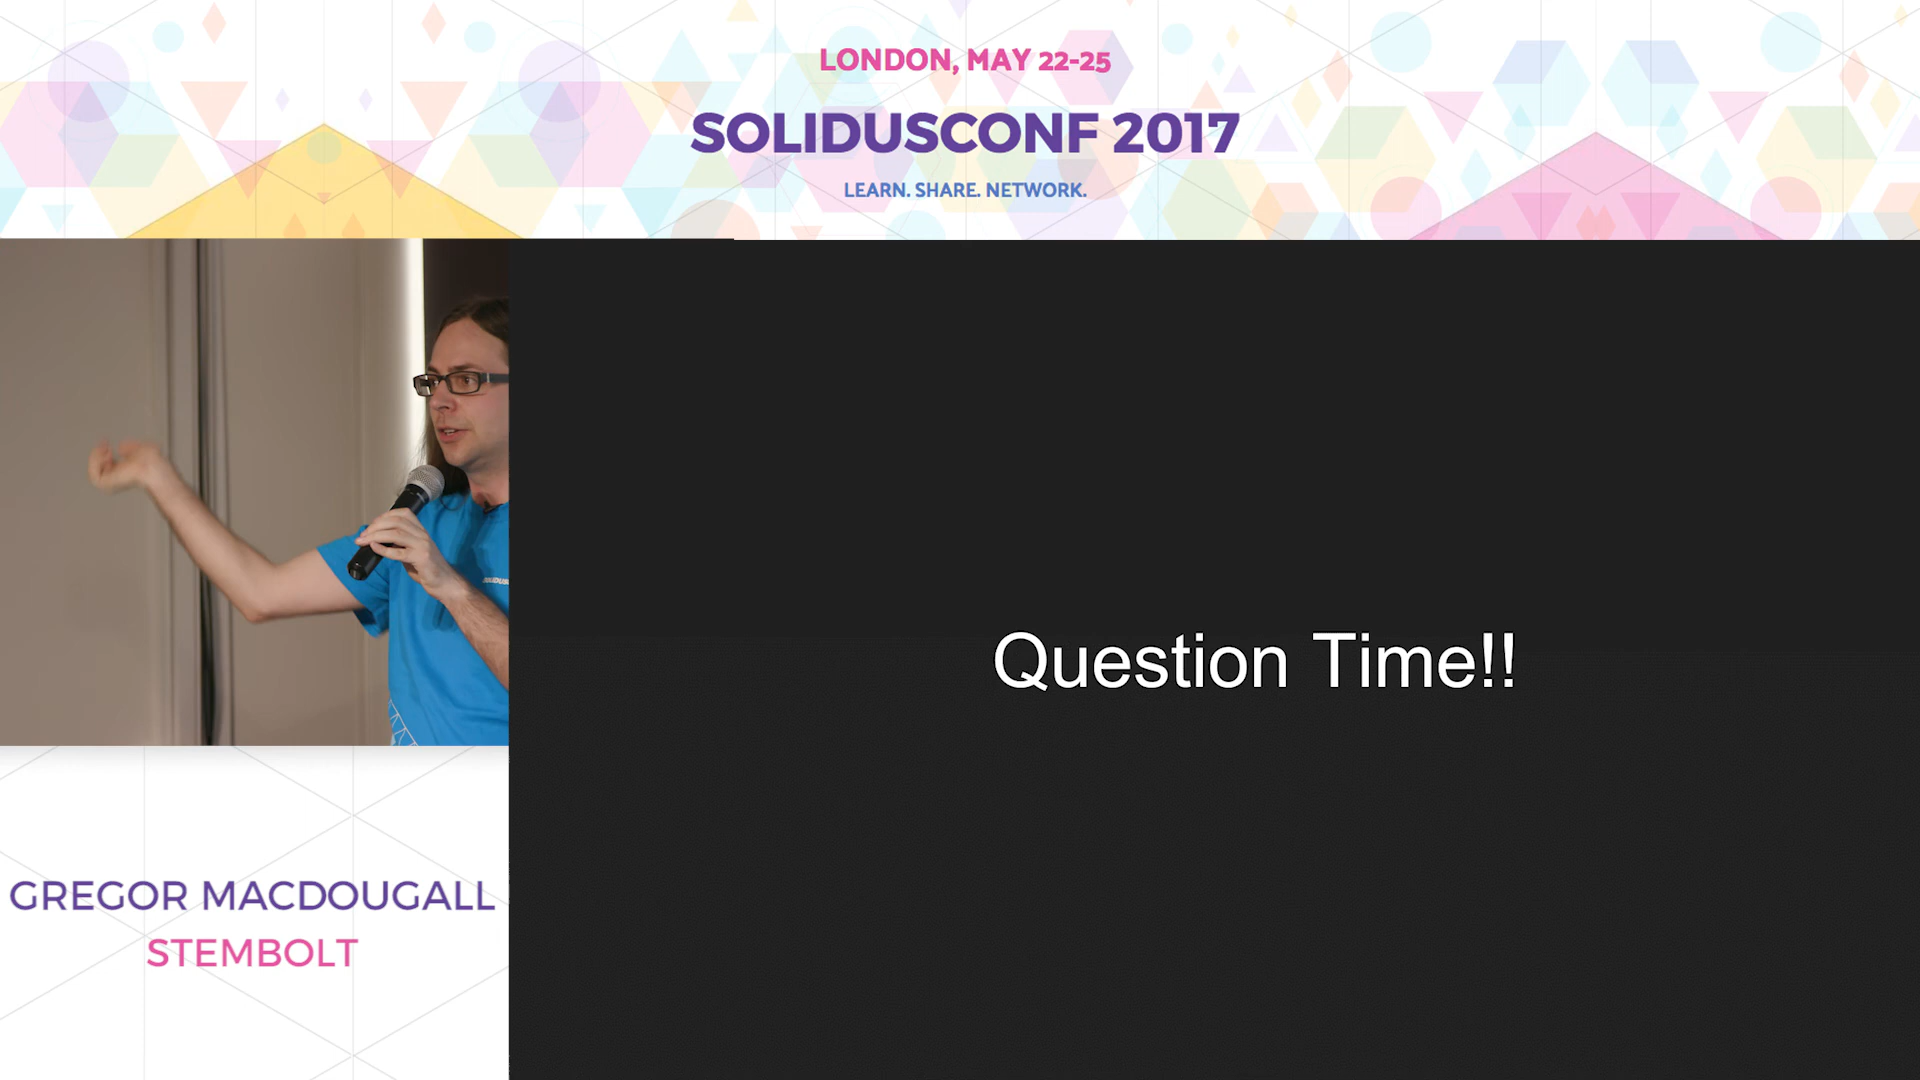 LONDON, MAY 22-25
SOLIDUSCONF 2017
LEARN. SHARE. NETWORK.
Question Time!!
GREGOR MACDOUGALL
STEMBOLT